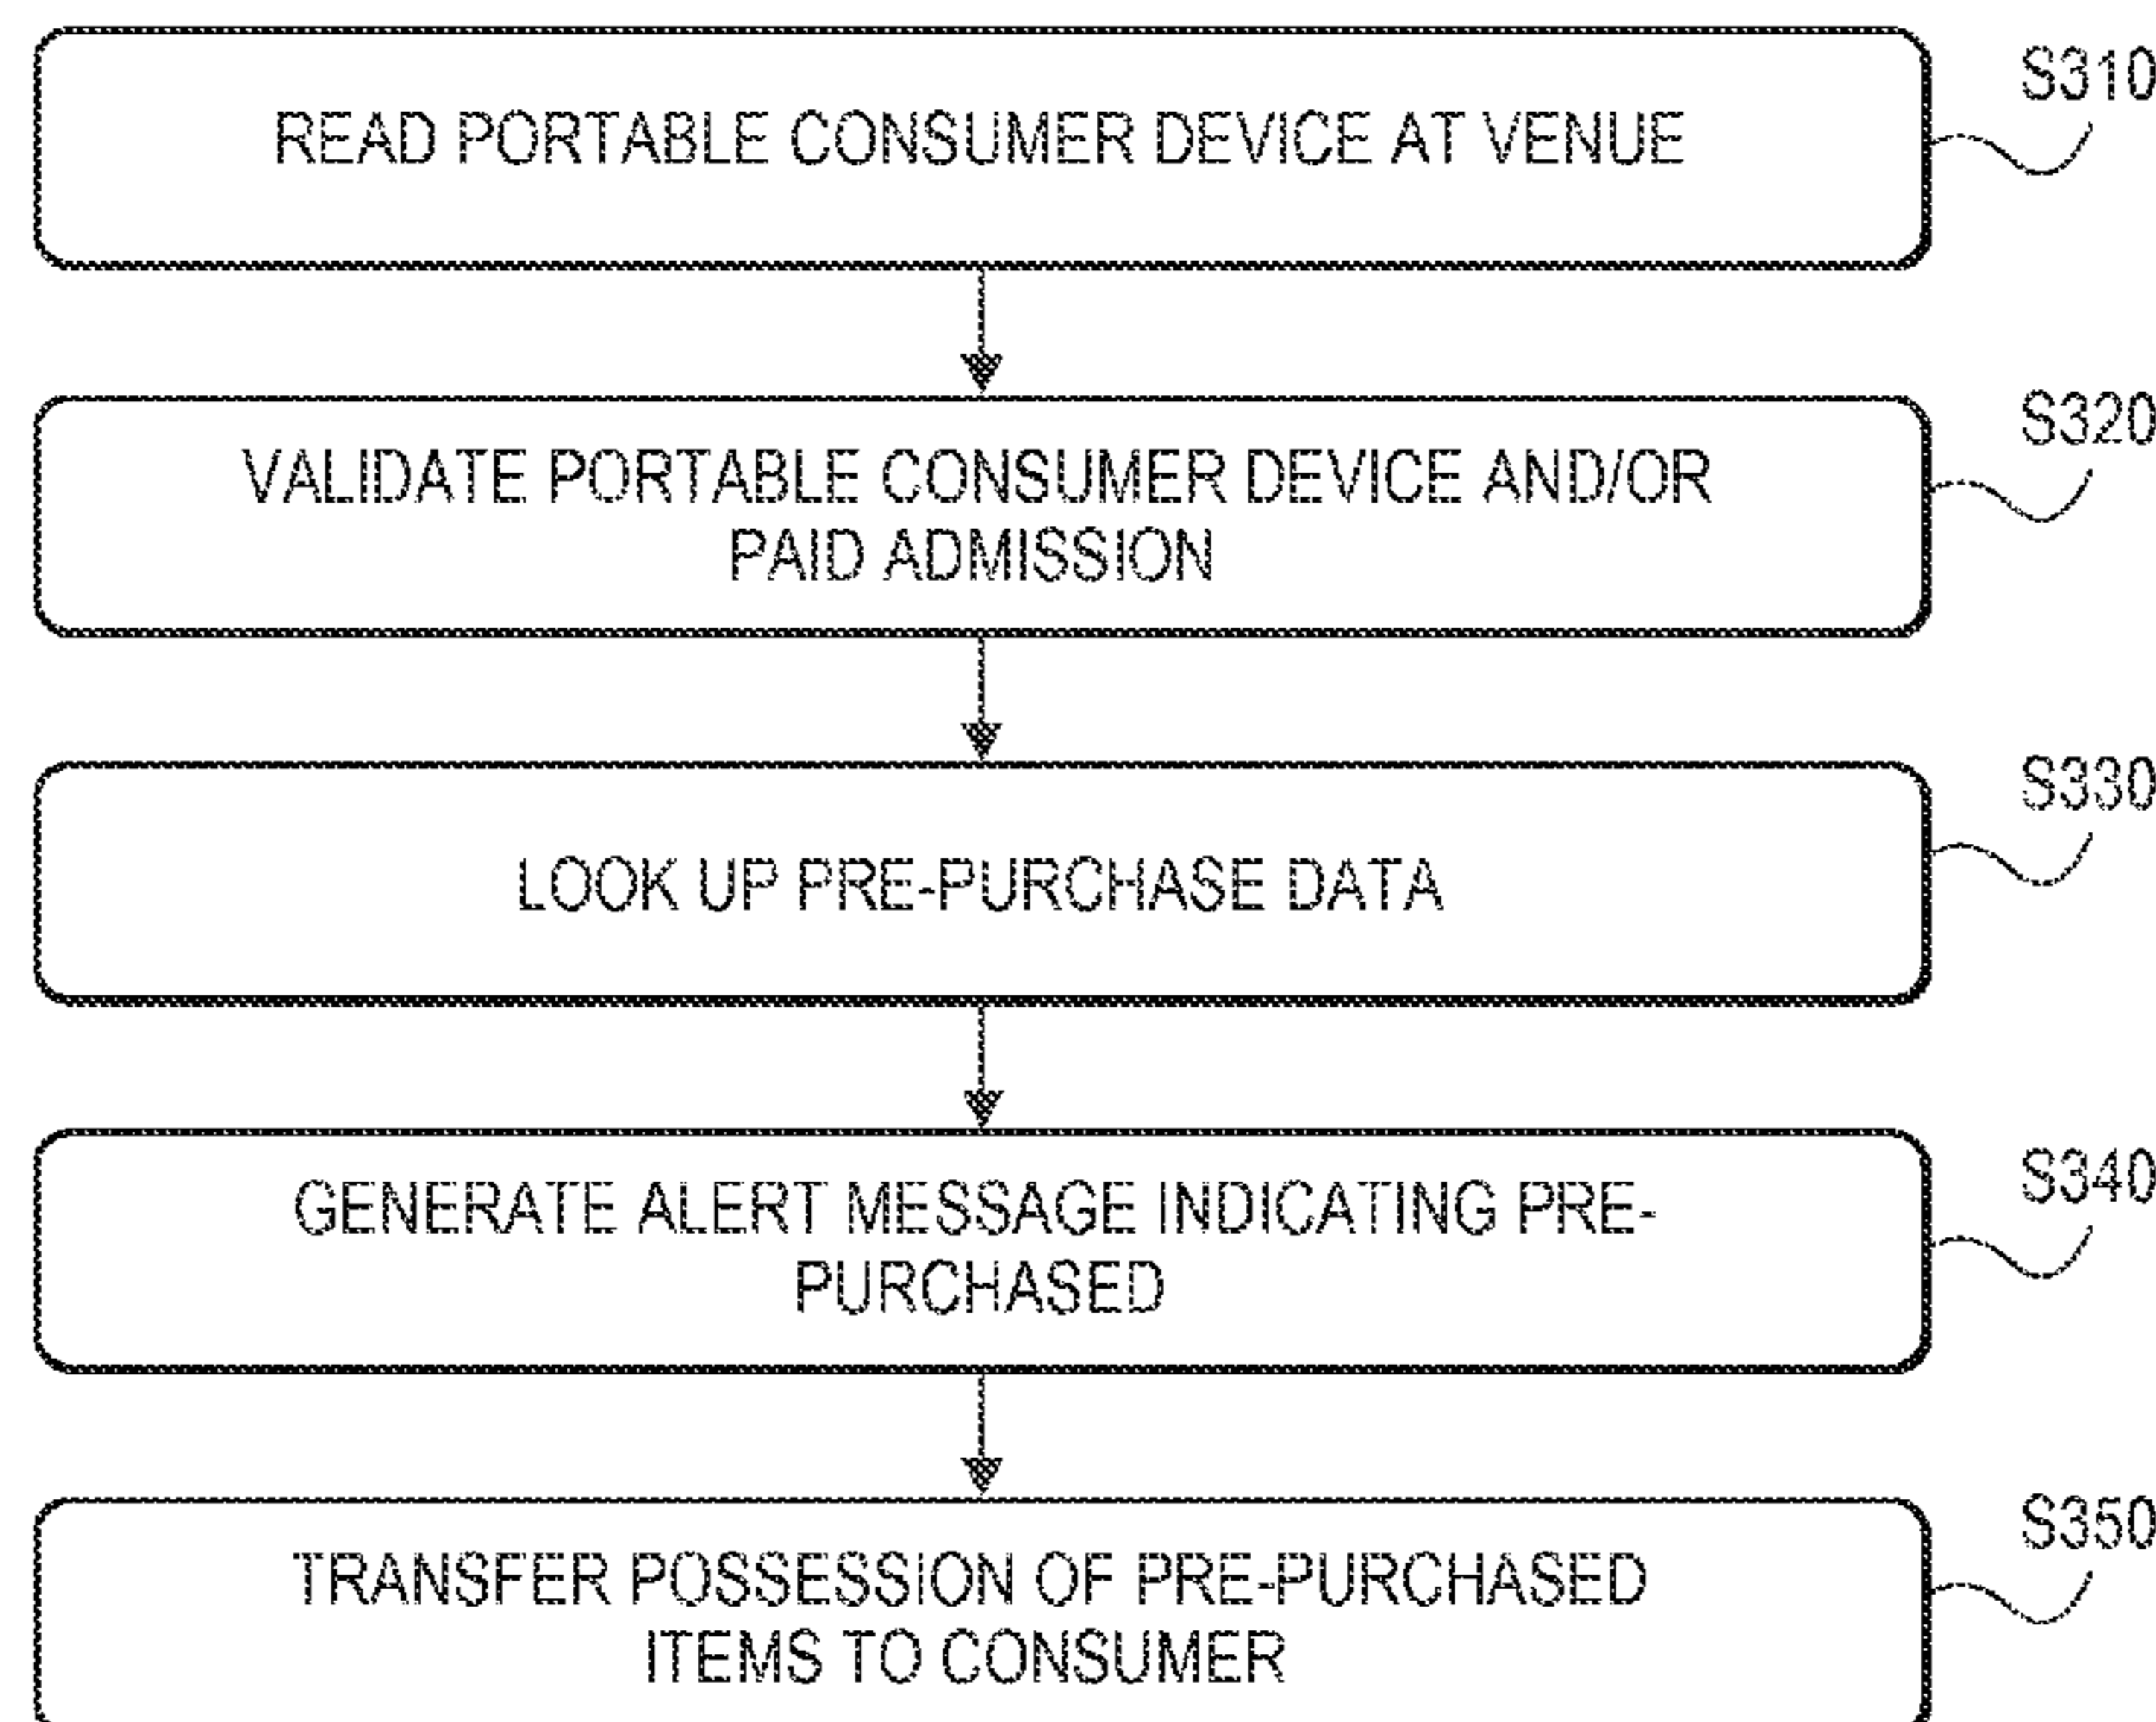 S310
READ PORTABLE CONSUMER DEVICE AT VENUE
S320
VALIDATE PORTABLE CONSUMER DEVICE AND/OR
PAID ADMISSION
S330
LOOK UP PRE-PURCHASE DATA
S340
GENERATE ALERT MESSAGE INDICATING PRE-
PURCHASED
S350
TRANSFER POSSESSION OF PRE-PURCHASED
ITEMS TO CONSUMER